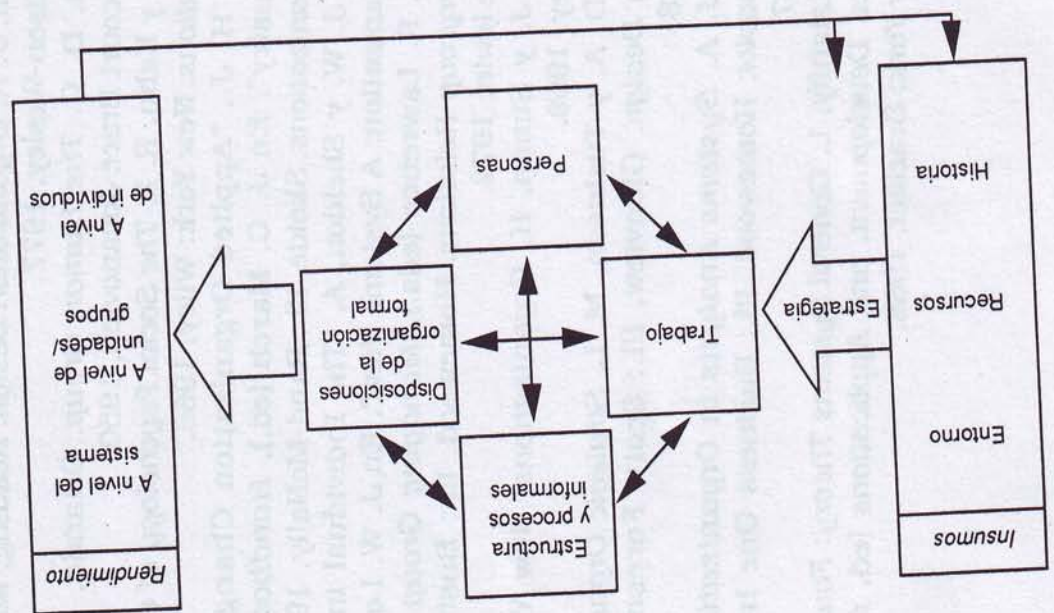 Insumos
Entorno
Recursos
Historia
Estrategia
Estructura
y procesos
informales
Trabajo
Disposiciones
de la
organización
formal
Personas
Rendimiento
A nivel del
sistema
A nivel de
unidades/
grupos
A nivel
de individuos